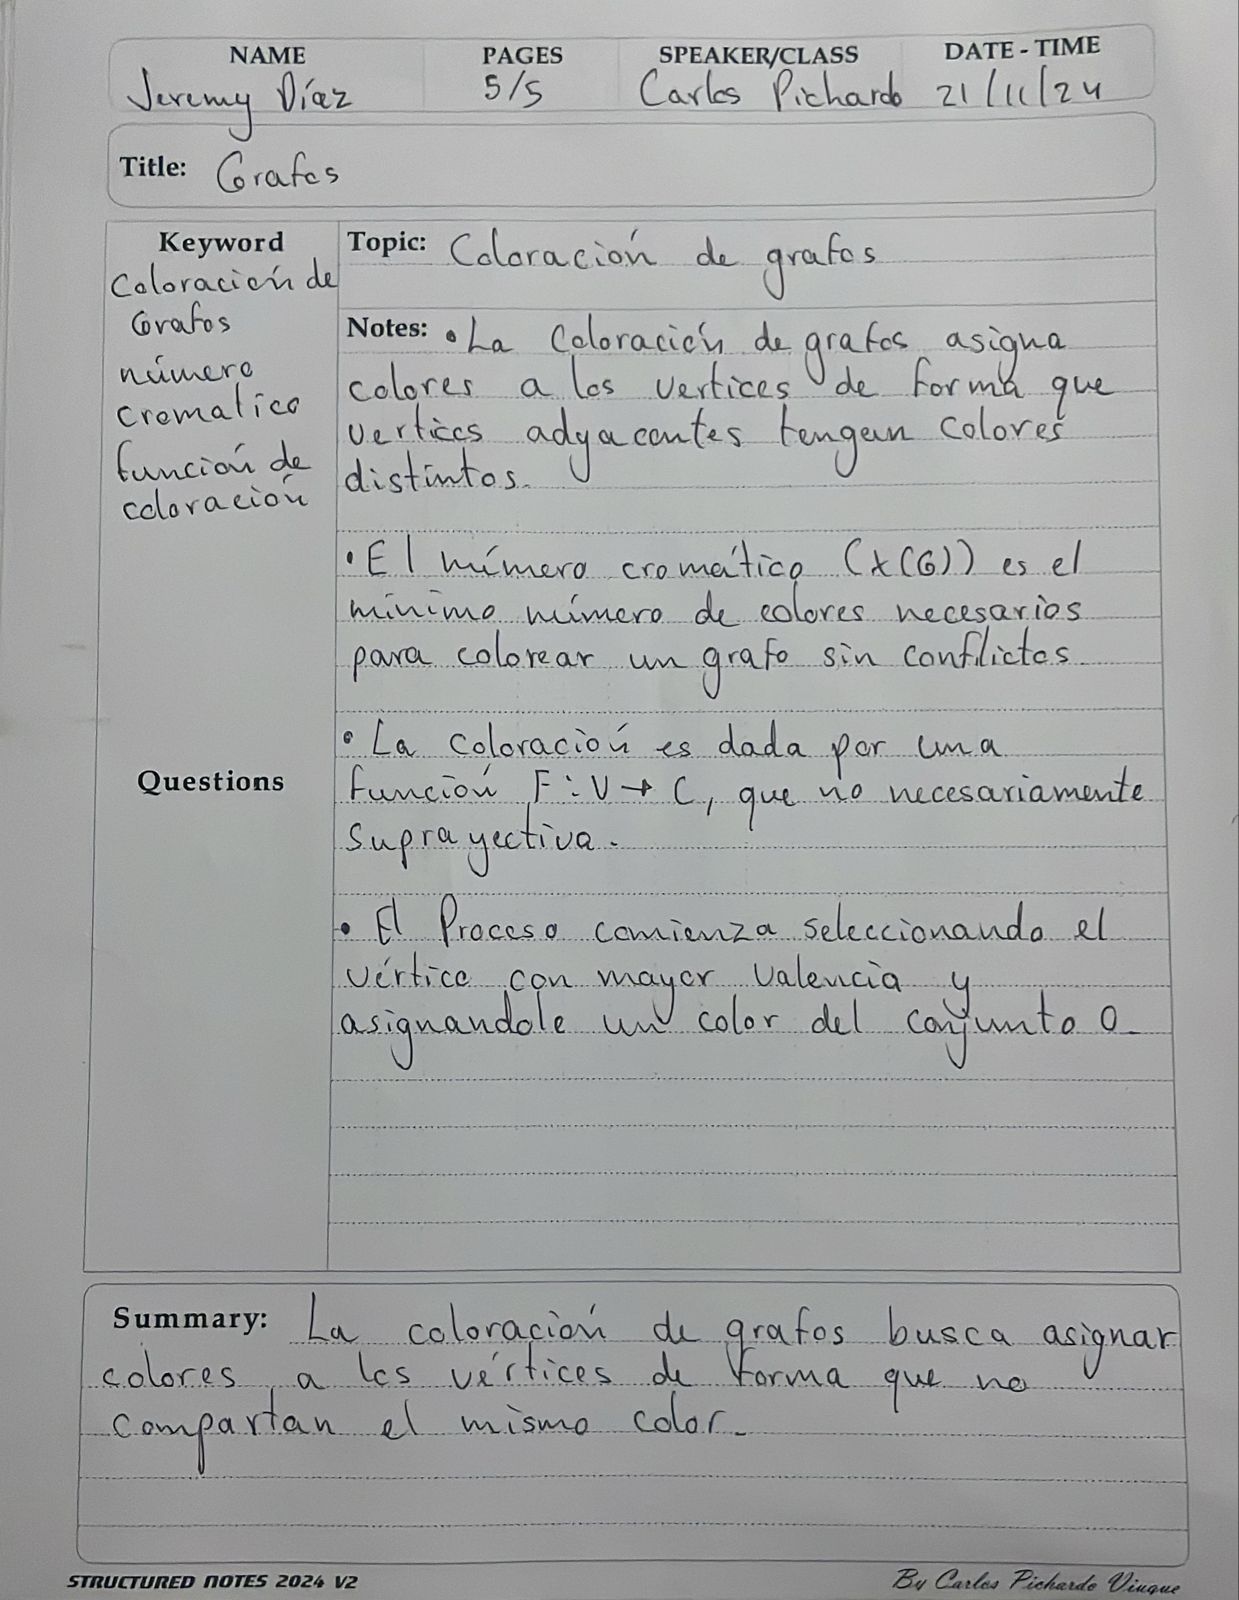 NAME PAGES SPEAKER/CLASS DATE - TIME
Jeremy Díaz 5/5 Carlos Pichardo 21/11/24
Title: Grafos
Keyword
Coloración de
Grafos
número
cromatico
función de
coloración
Topic: Coloración de grafos
Notes: • La Coloración de grafos asigna
colores a los vertices de forma que
vertices adyacentes tengan colores
distintos.
• El número cromático (X(G)) es el
mínimo número de colores necesarios
para colorear un grafo sin conflictos
• La coloración es dada por una
función F:V→C, que no necesariamente
suprayectiva.
• El Proceso comienza seleccionando el
vértice con mayor valencia y
asignandole un color del conjunto 0.
Questions
Summary: La coloración de grafos busca asignar
colores a los vértices de forma que no
compartan el mismo color.
STRUCTURED NOTES 2024 V2 By Carlos Pichardo Viuque